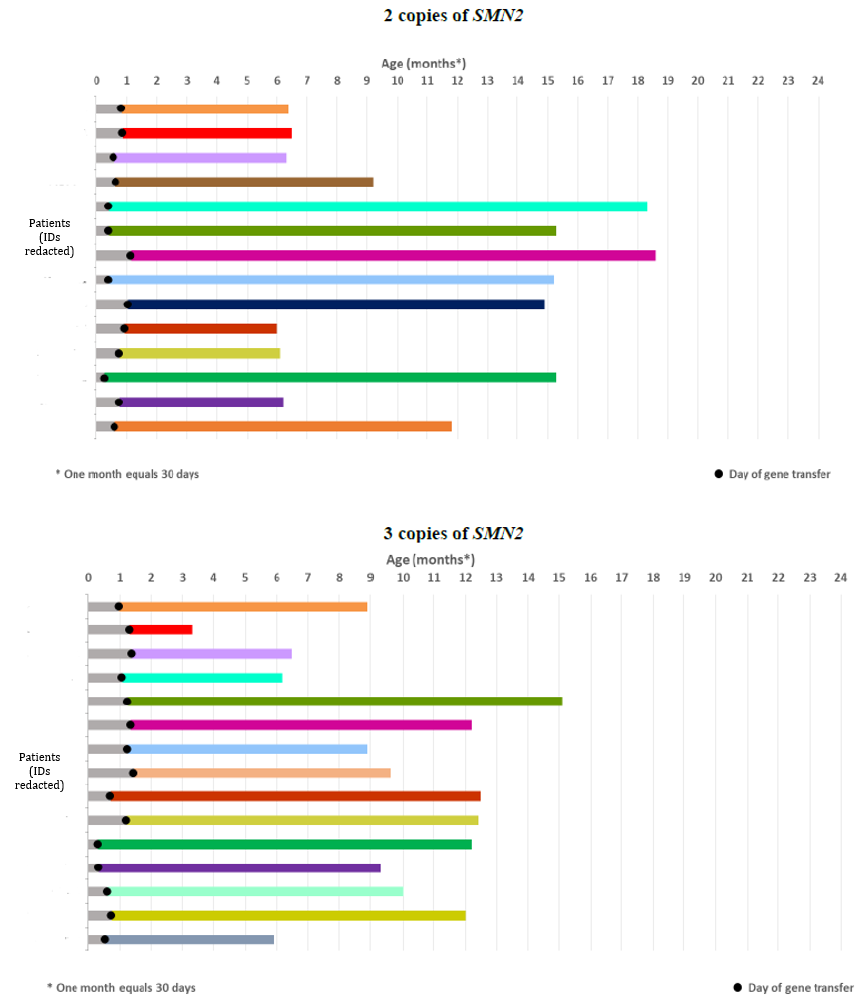 2 copies of SMN2
Age (months*)
0 1 2 3 4 5 6 7 8 9 10 11 12 13 14 15 16 17 18 19 20 21 22 23 24
Patients
(IDs
redacted)
* One month equals 30 days
Day of gene transfer
3 copies of SMN2
Age (months*)
0 1 2 3 4 5 6 7 8 9 10 11 12 13 14 15 16 17 18 19 20 21 22 23 24
Patients
(IDs
redacted)
* One month equals 30 days
Day of gene transfer